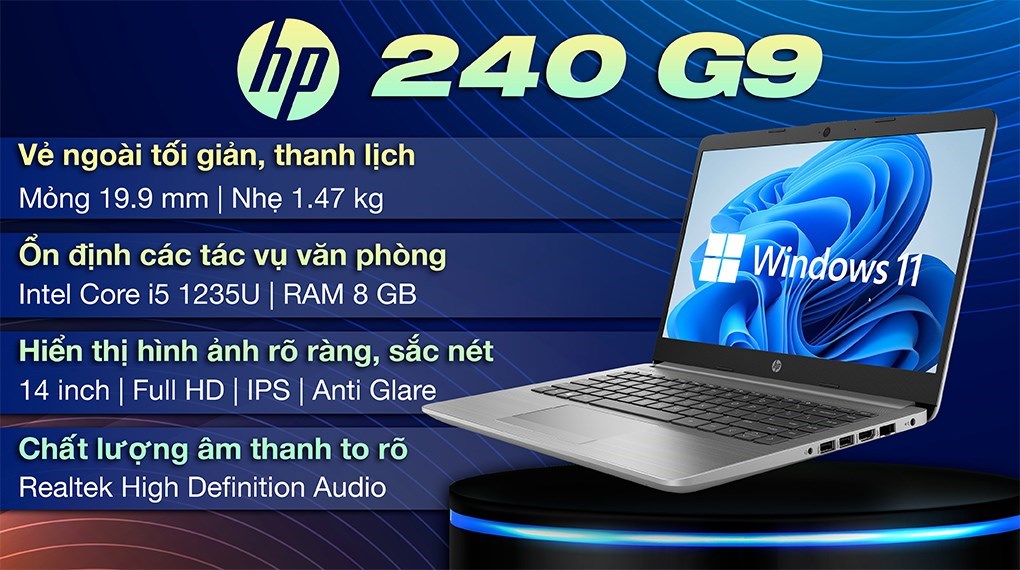 hp 240 G9
Vẻ ngoài tối giản, thanh lịch
Mỏng 19.9 mm | Nhẹ 1.47 kg
Ổn định các tác vụ văn phòng
Intel Core i5 1235U | RAM 8 GB
Windows 11
Hiển thị hình ảnh rõ ràng, sắc nét
14 inch | Full HD | IPS | Anti Glare
hp
Chất lượng âm thanh to rõ
Realtek High Definition Audio